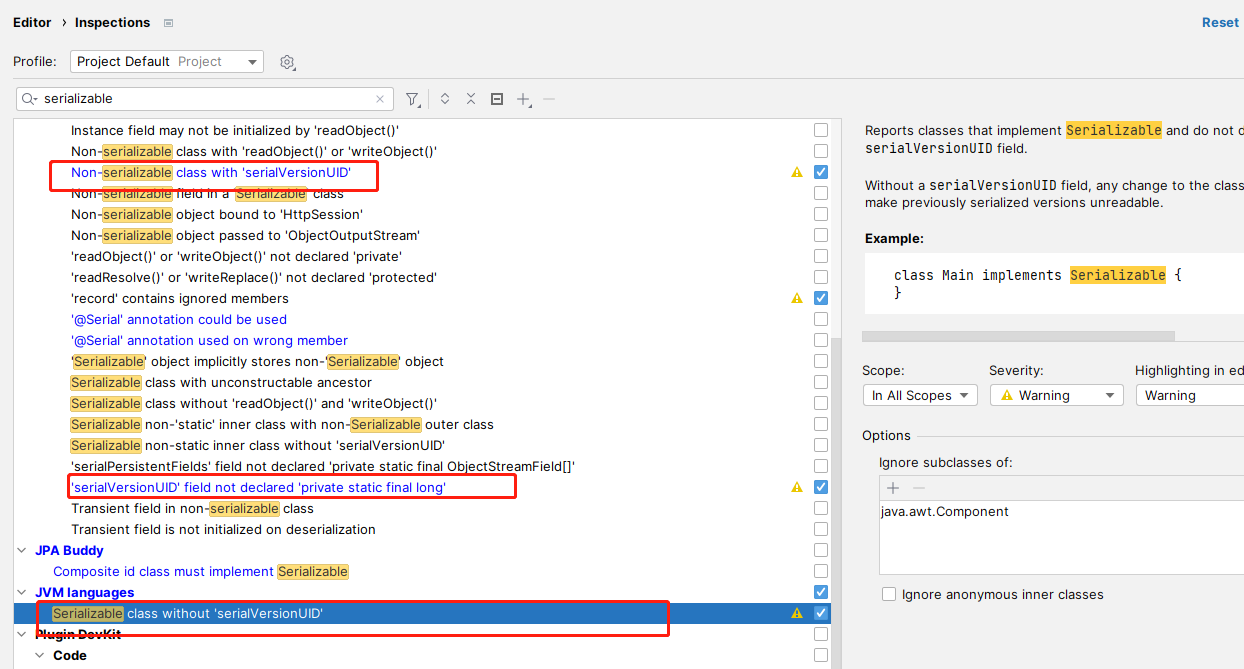 Editor › Inspections
Reset
Profile: Project Default Project
serializable
Instance field may not be initialized by 'readObject()'
Non-serializable class with 'readObject()' or 'writeObject()'
Non-serializable class with 'serialVersionUID'
Non-serializable field in a 'Serializable' class
Non-serializable object bound to 'HttpSession'
Non-serializable object passed to 'ObjectOutputStream'
'readObject()' or 'writeObject()' not declared 'private'
'readResolve()' or 'writeReplace()' not declared 'protected'
'record' contains ignored members
'@Serial' annotation could be used
'@Serial' annotation used on wrong member
'Serializable' object implicitly stores non-'Serializable' object
Serializable class with unconstructable ancestor
Serializable class without 'readObject()' and 'writeObject()'
Serializable non-'static' inner class with non-Serializable outer class
Serializable non-static inner class without 'serialVersionUID'
'serialPersistentFields' field not declared 'private static final ObjectStreamField[]'
'serialVersionUID' field not declared 'private static final long'
Transient field in non-serializable class
Transient field is not initialized on deserialization
JPA Buddy
Composite id class must implement Serializable
JVM languages
Serializable class without 'serialVersionUID'
Plugin DevKit
Code
Reports classes that implement Serializable and do not d
serialVersionUID field.
Without a serialVersionUID field, any change to the class
make previously serialized versions unreadable.
Example:
class Main implements Serializable {
}
Scope: Severity: Highlighting in ed
In All Scopes Warning Warning
Options
Ignore subclasses of:
java.awt.Component
Ignore anonymous inner classes